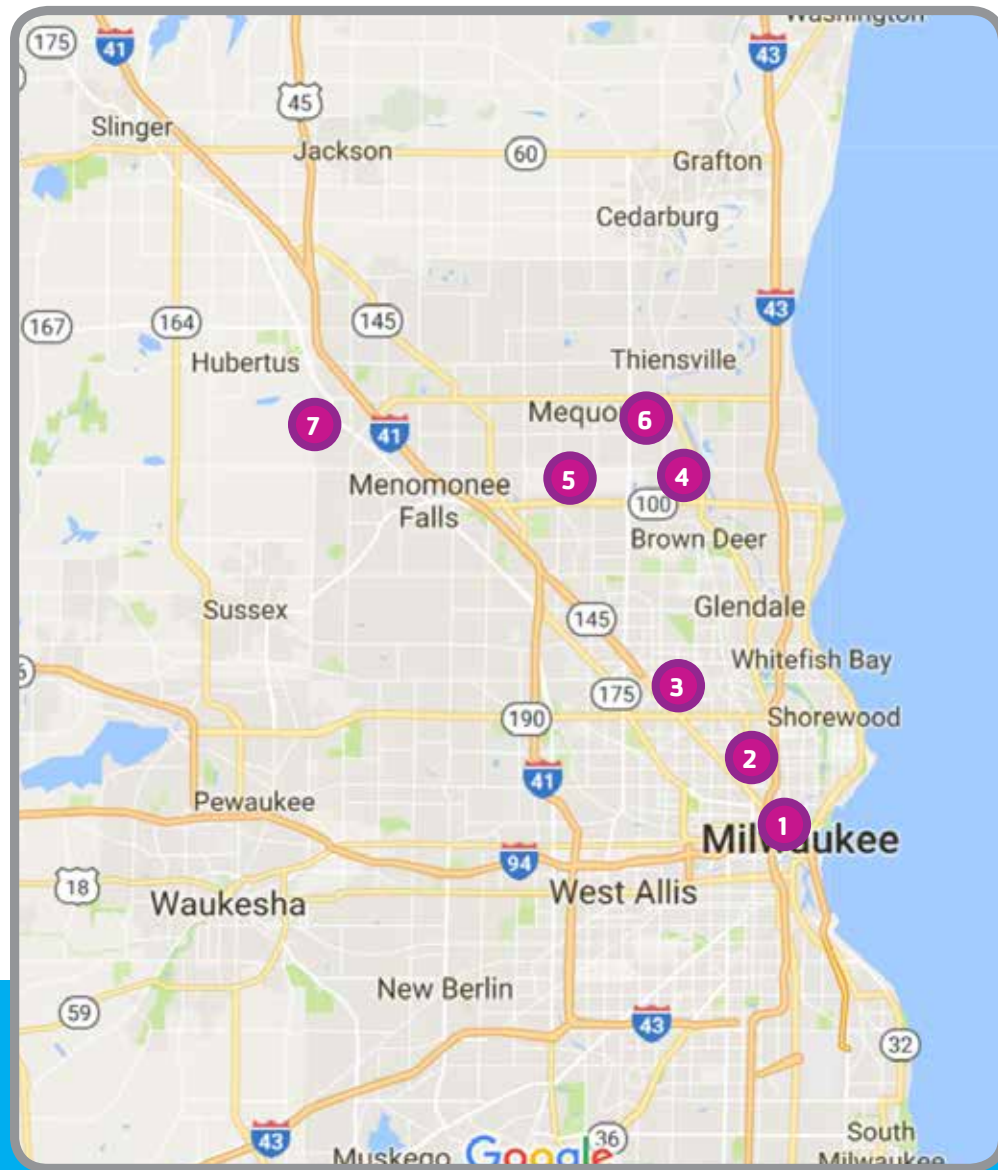 Washington
175
41
43
45
Slinger
Jackson
60
Grafton
Cedarburg
43
167
164
145
Hubertus
Thiensville
Mequo
6
7
41
5
4
Menomonee
Falls
100
Brown Deer
Sussex
145
Glendale
Whitefish Bay
3
175
190
Shorewood
2
41
Pewaukee
1
Milwaukee
94
18
Waukesha
West Allis
New Berlin
59
43
32
43
36
South
Milwaukee
Muskego
Google